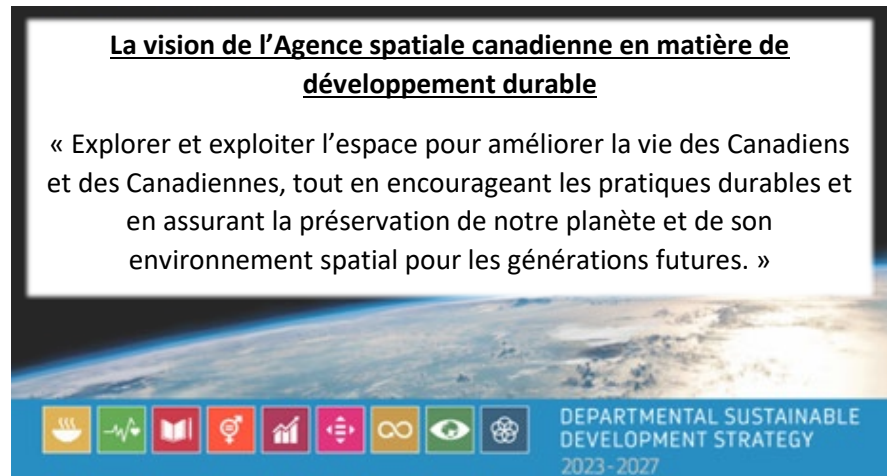 La vision de l’Agence spatiale canadienne en matière de
développement durable
« Explorer et exploiter l’espace pour améliorer la vie des Canadiens
et des Canadiennes, tout en encourageant les pratiques durables et
en assurant la préservation de notre planète et de son
environnement spatial pour les générations futures. »
DEPARTMENTAL SUSTAINABLE
DEVELOPMENT STRATEGY
2023-2027